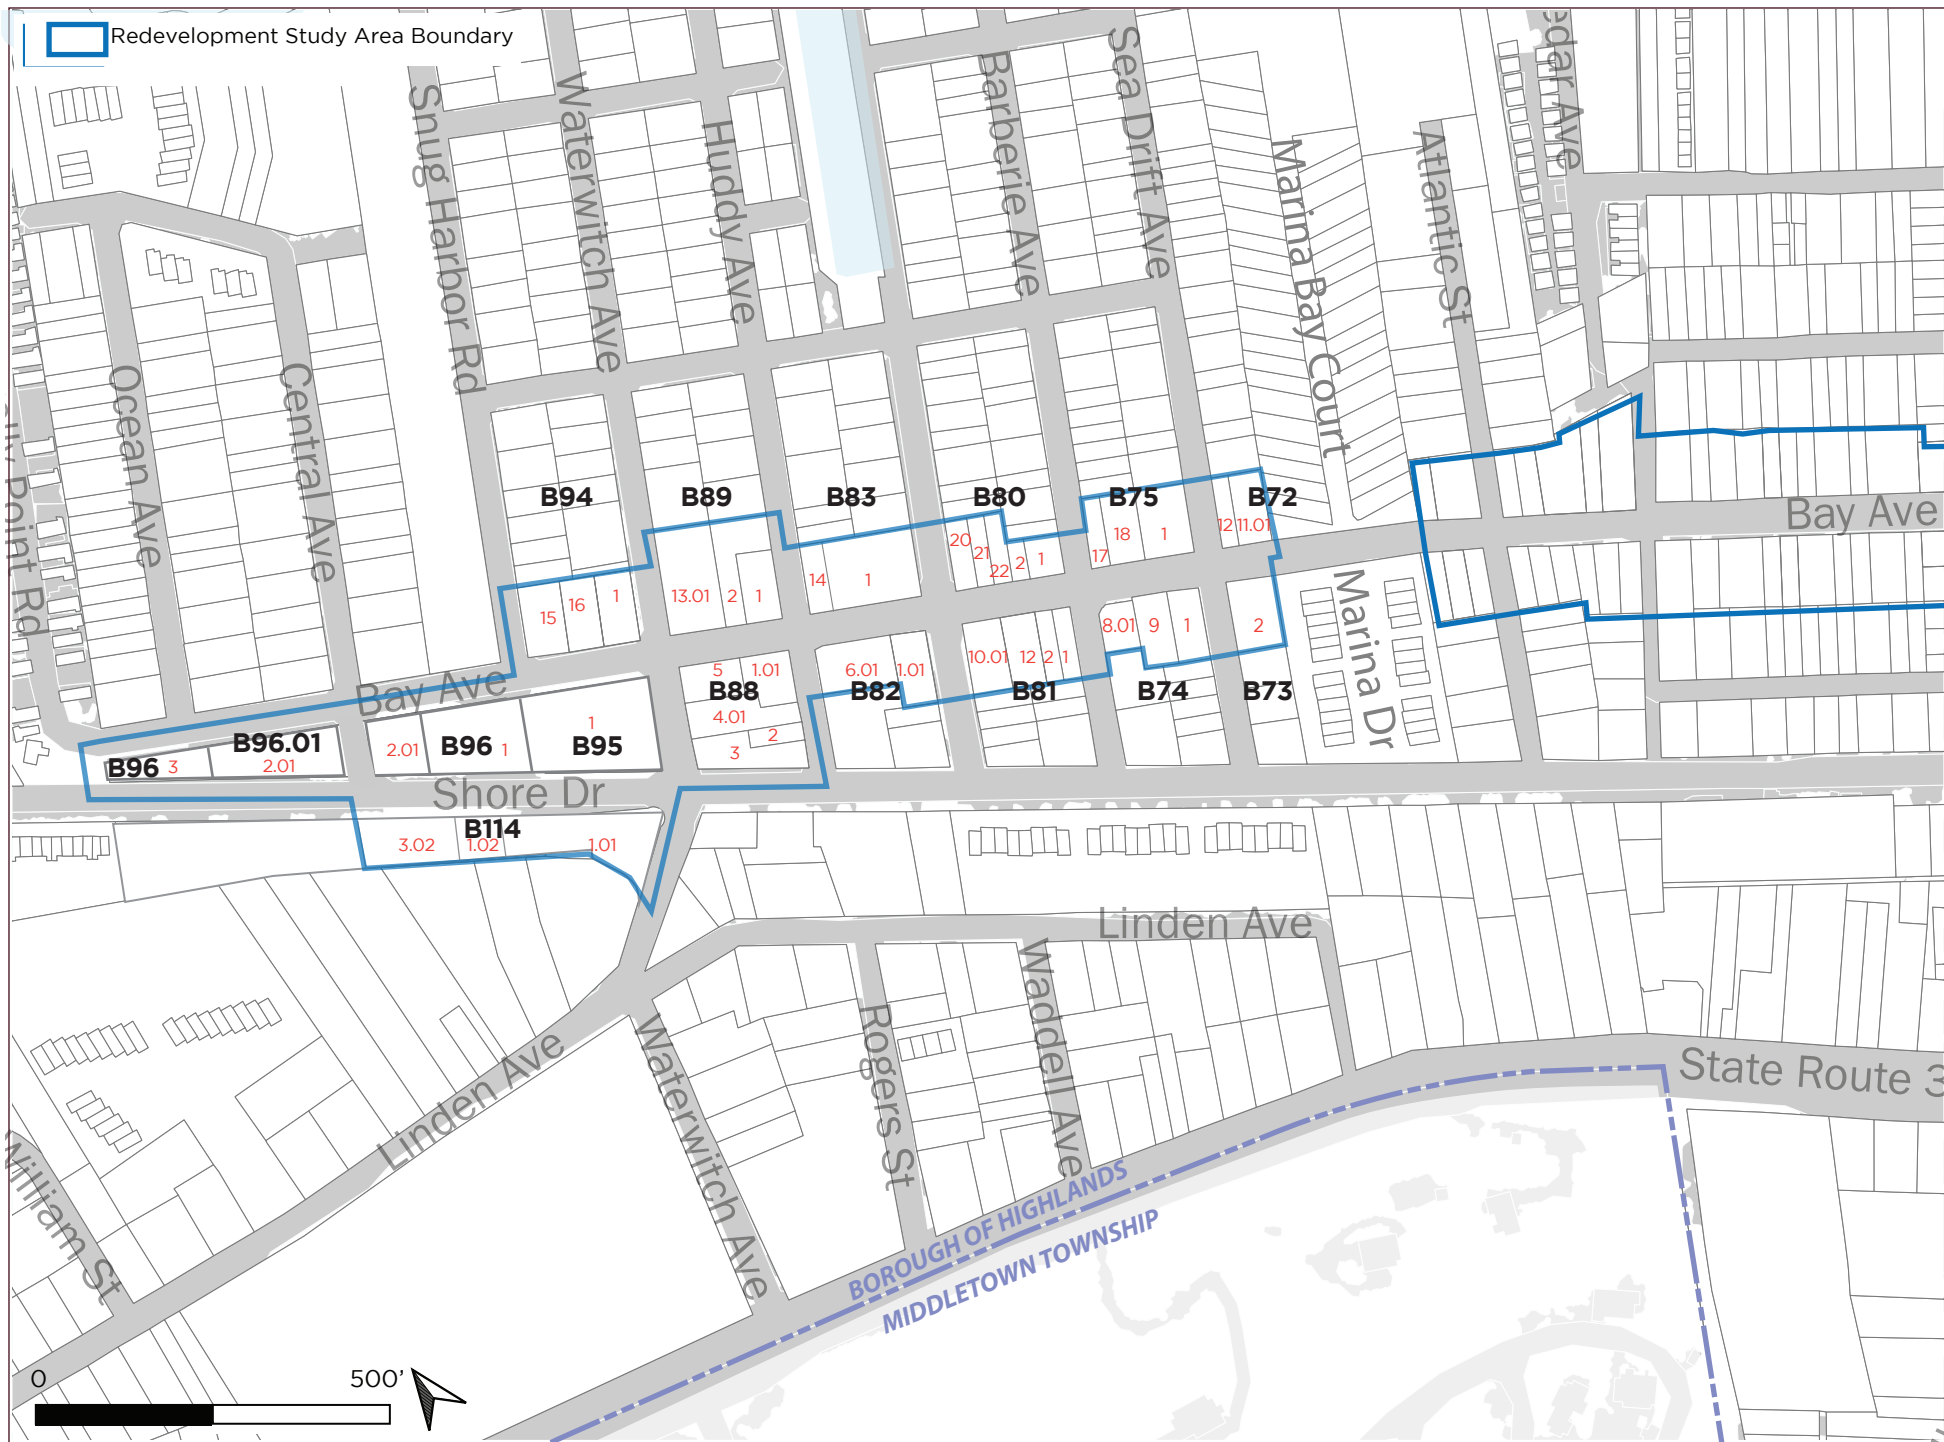 Redevelopment Study Area Boundary
Snug Harbor Rd
Waterwitch Ave
Huddy Ave
Barberie Ave
Sea Drift Ave
Marina Bay Court
Atlantic St
Ocean Ave
Central Ave
Point Rd
B94
B89
B83
B80
B75
B72
Bay Ave
15
16
1
13.01
2
1
14
1
20
21
22
2
1
17
18
1
12
11.01
5
1.01
6.01
1.01
10.01
12
2
1
8.01
9
1
2
Marina Dr
Bay Ave
B88
B82
B81
B74
B73
4.01
2
3
B96
3
B96.01
2.01
2.01
B96
1
1
B95
Shore Dr
B114
3.02
1.02
1.01
Linden Ave
Linden Ave
Waterwitch Ave
Rogers St
Waddell Ave
State Route 3
William St
BOROUGH OF HIGHLANDS
MIDDLETOWN TOWNSHIP
0
500'